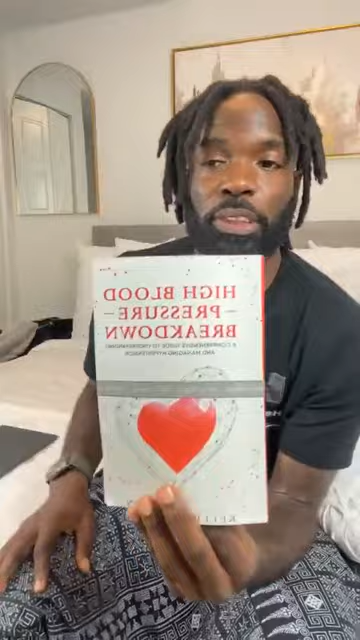 HIGH BLOOD
PRESSURE
BREAKDOWN
A COMPREHENSIVE GUIDE TO UNDERSTANDING
AND MANAGING HYPERTENSION